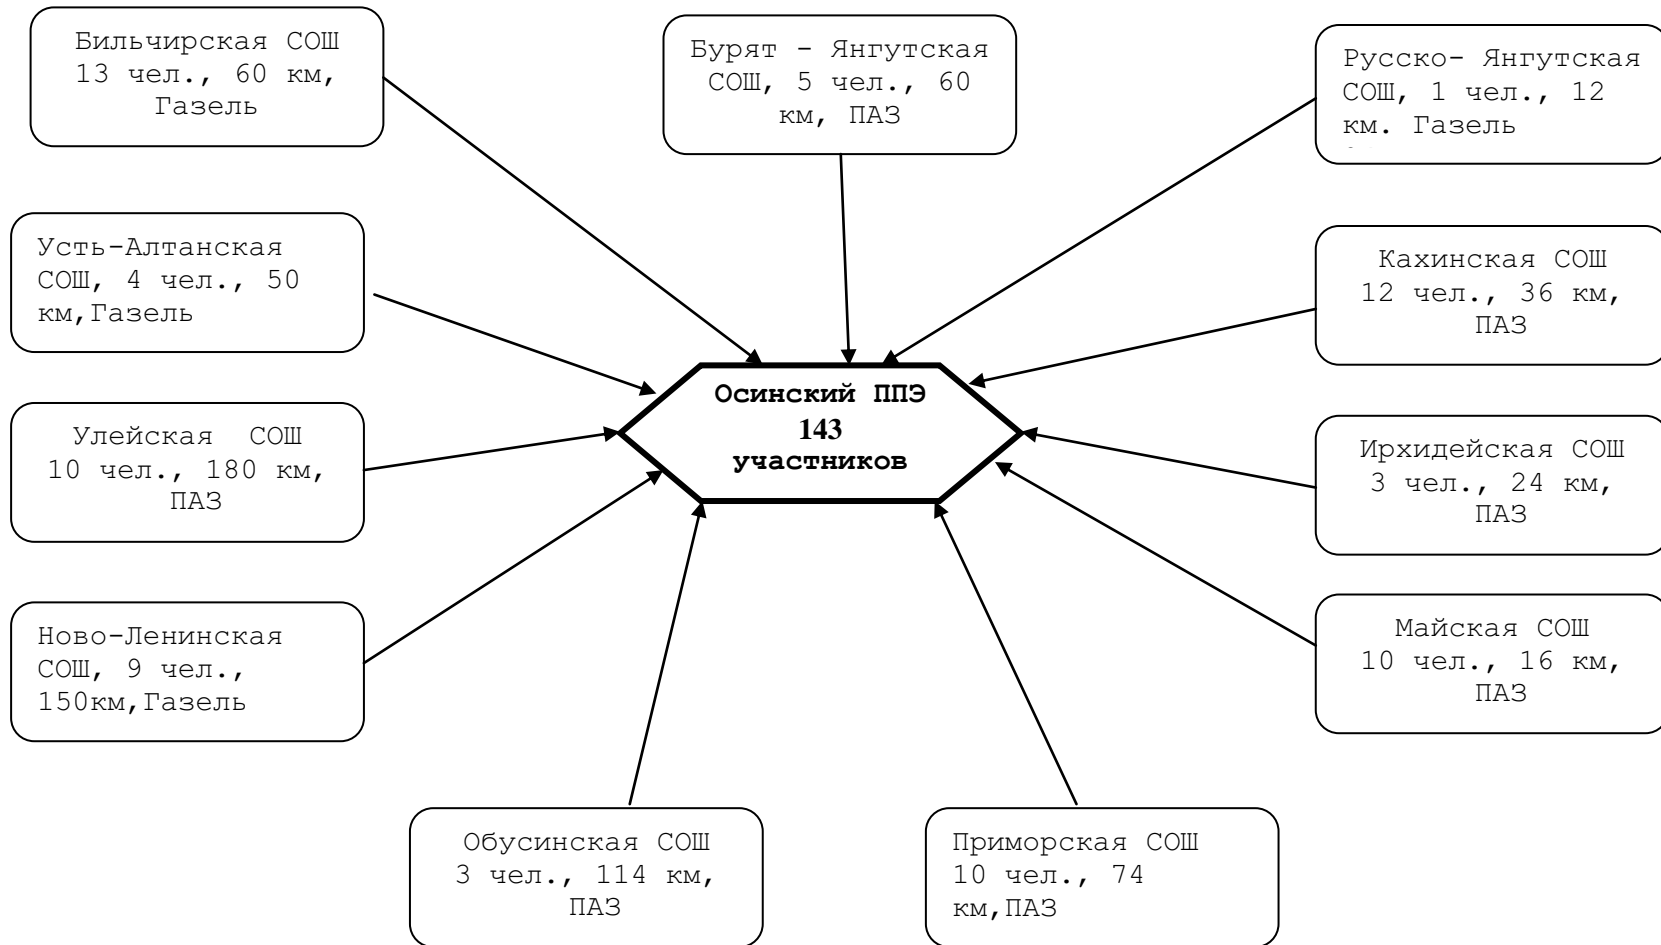 Бильчирская СОШ
13 чел., 60 км,
Газель
Бурят - Янгутская
СОШ, 5 чел., 60
км, ПАЗ
Русско- Янгутская
СОШ, 1 чел., 12
км. Газель
Усть-Алтанская
СОШ, 4 чел., 50
км,Газель
Кахинская СОШ
12 чел., 36 км,
ПАЗ
Осинский ППЭ
143
участников
Улейская СОШ
10 чел., 180 км,
ПАЗ
Ирхидейская СОШ
3 чел., 24 км,
ПАЗ
Ново-Ленинская
СОШ, 9 чел.,
150км,Газель
Майская СОШ
10 чел., 16 км,
ПАЗ
Обусинская СОШ
3 чел., 114 км,
ПАЗ
Приморская СОШ
10 чел., 74
км,ПАЗ